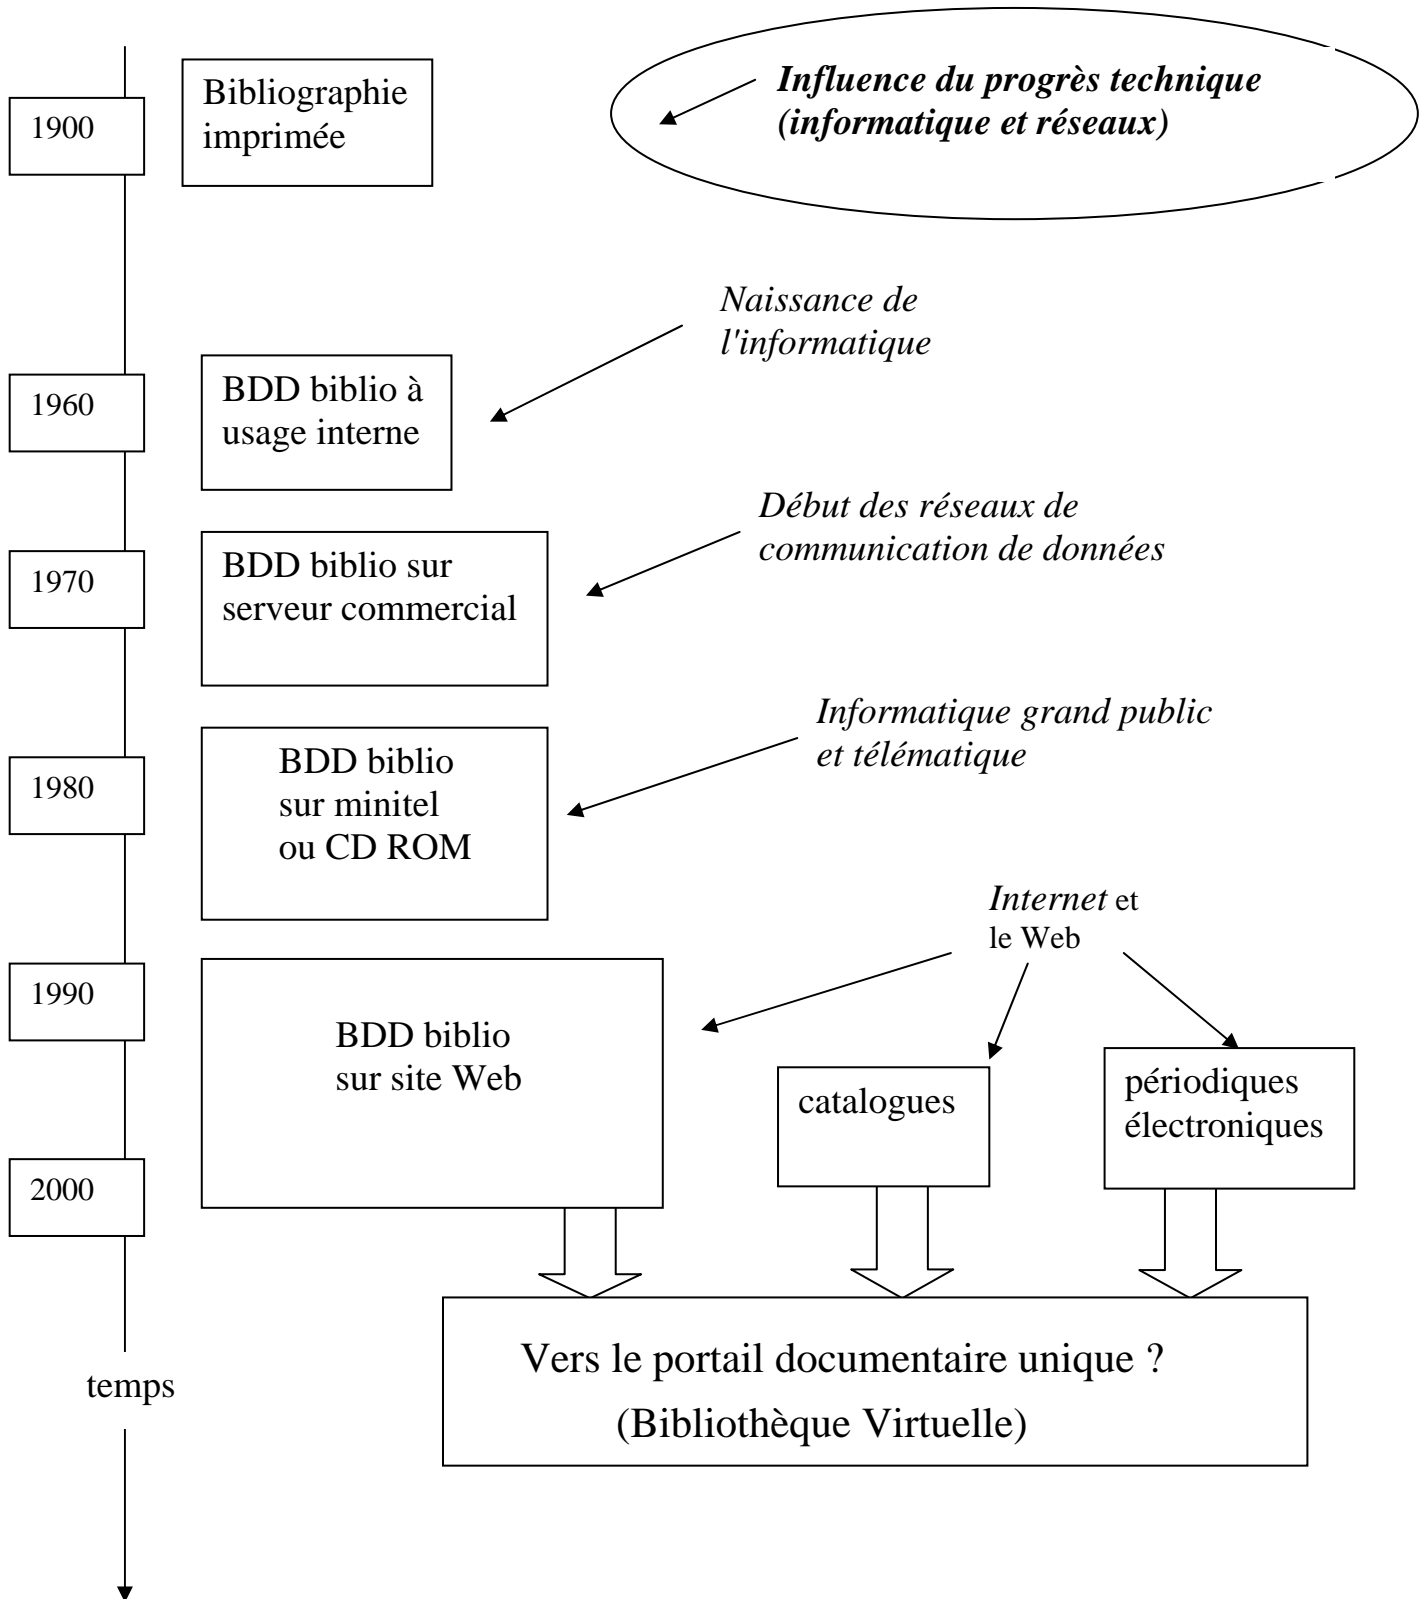 Bibliographie
imprimée
1900
Influence du progrès technique
(informatique et réseaux)
Naissance de
l'informatique
1960
BDD biblio à
usage interne
Début des réseaux de
communication de données
1970
BDD biblio sur
serveur commercial
Informatique grand public
et télématique
1980
BDD biblio
sur minitel
ou CD ROM
Internet et
le Web
1990
BDD biblio
sur site Web
catalogues
périodiques
électroniques
2000
Vers le portail documentaire unique ?
(Bibliothèque Virtuelle)
temps